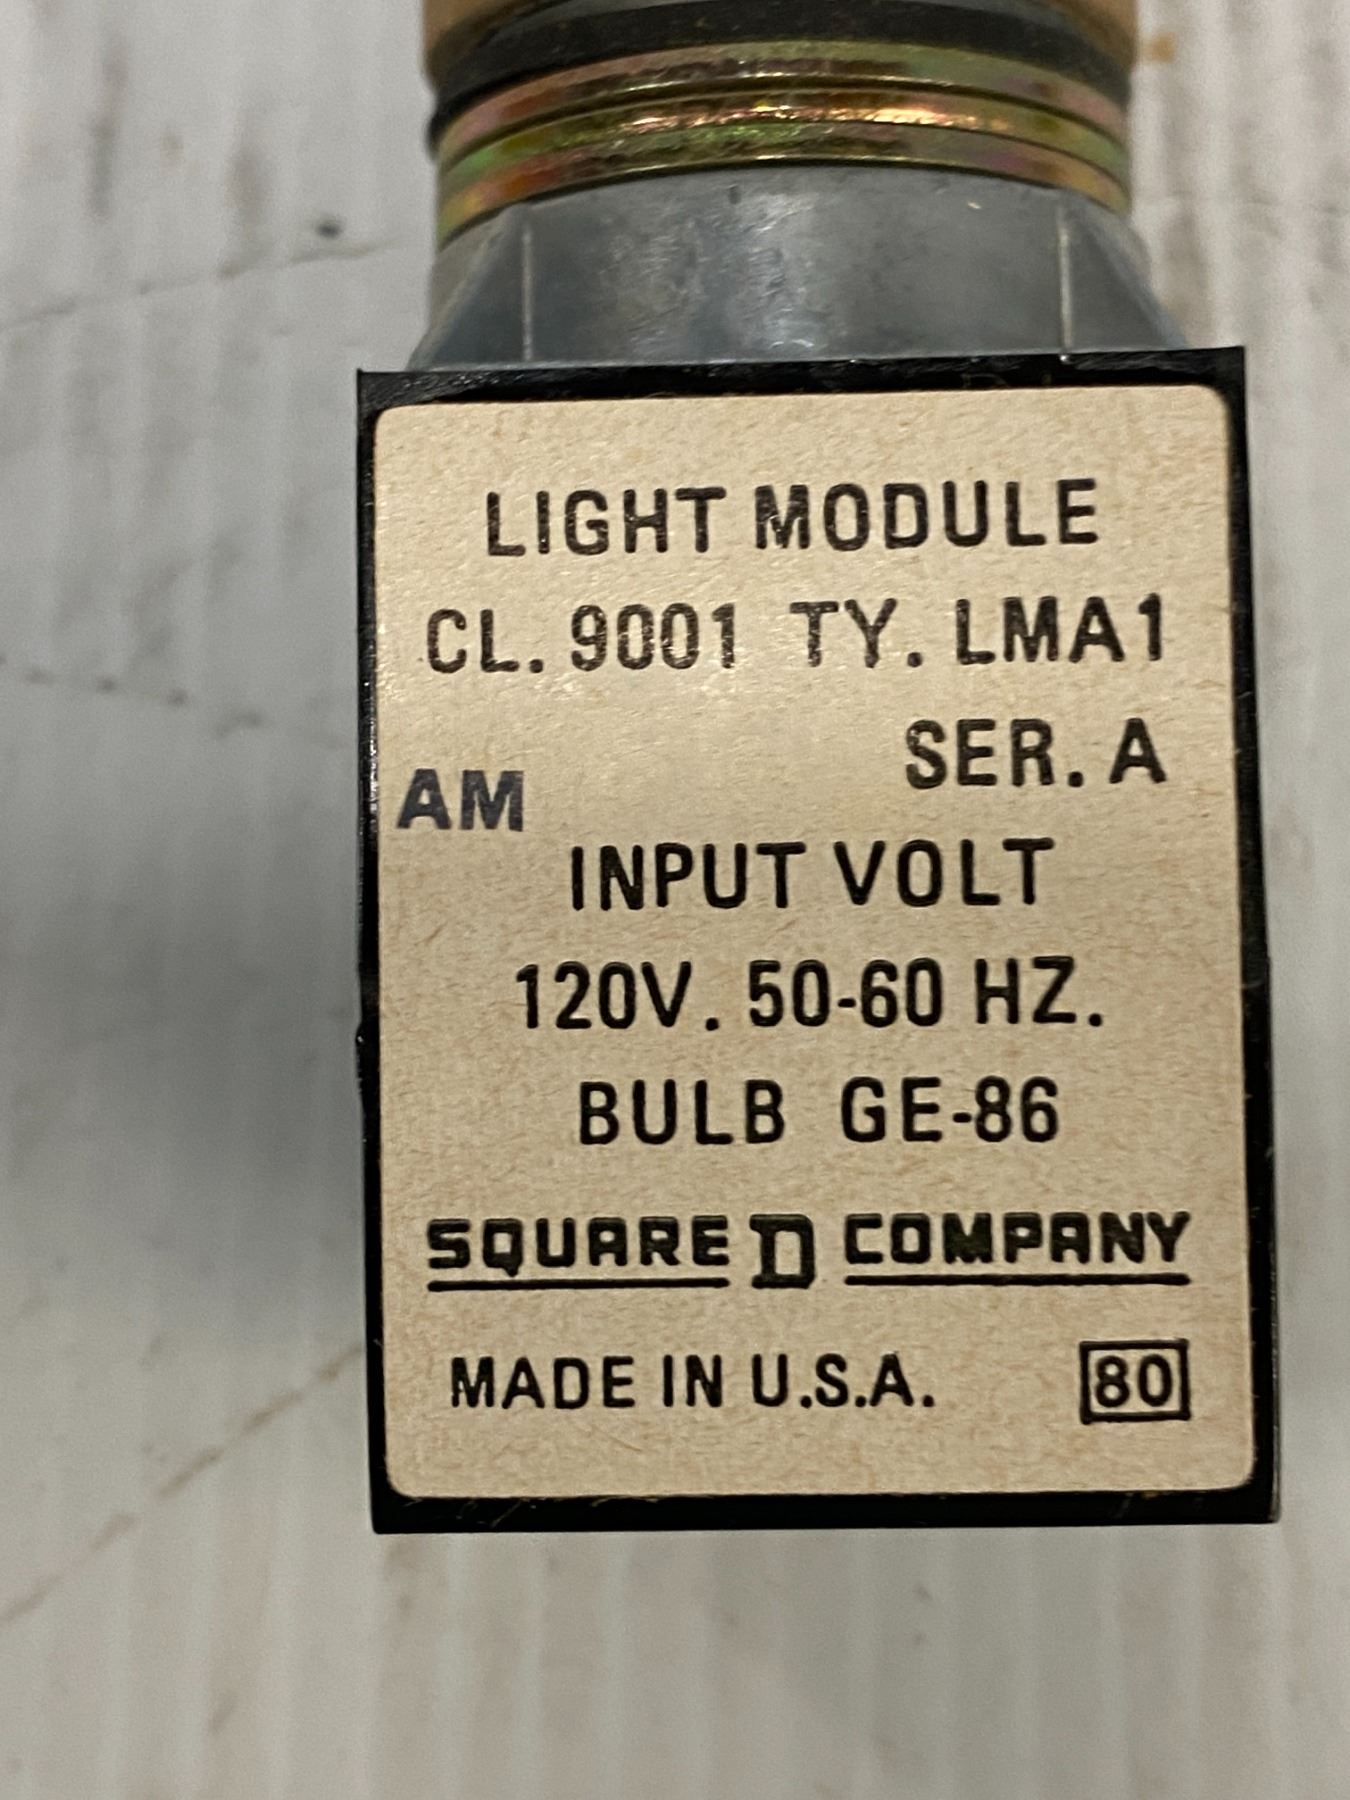 LIGHT MODULE
CL. 9001 TY. LMA1
SER. A
AM
INPUT VOLT
120V. 50-60 HZ.
BULB GE-86
SQUARE D COMPANY
MADE IN U.S.A. 80